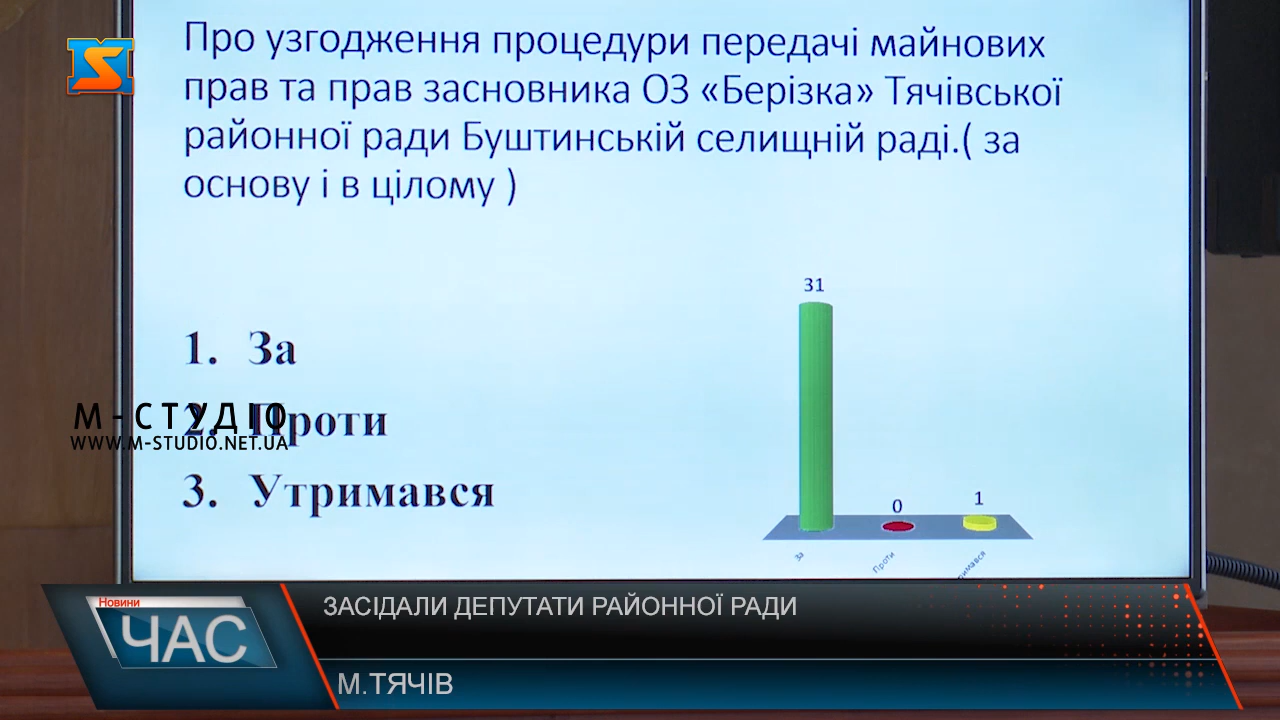 Про узгодження процедури передачі майнових
прав та прав засновника ОЗ «Берізка» Тячівської
районної ради Буштинській селищній раді.( за
основу і в цілому )
31
1. За
М-СТУДІО
2. Проти
WWW.M-STUDIO.NET.UA
3. Утримався
0
1
За
Проти
Новини
ЧАС
ЗАСІДАЛИ ДЕПУТАТИ РАЙОННОЇ РАДИ
М.ТЯЧІВ